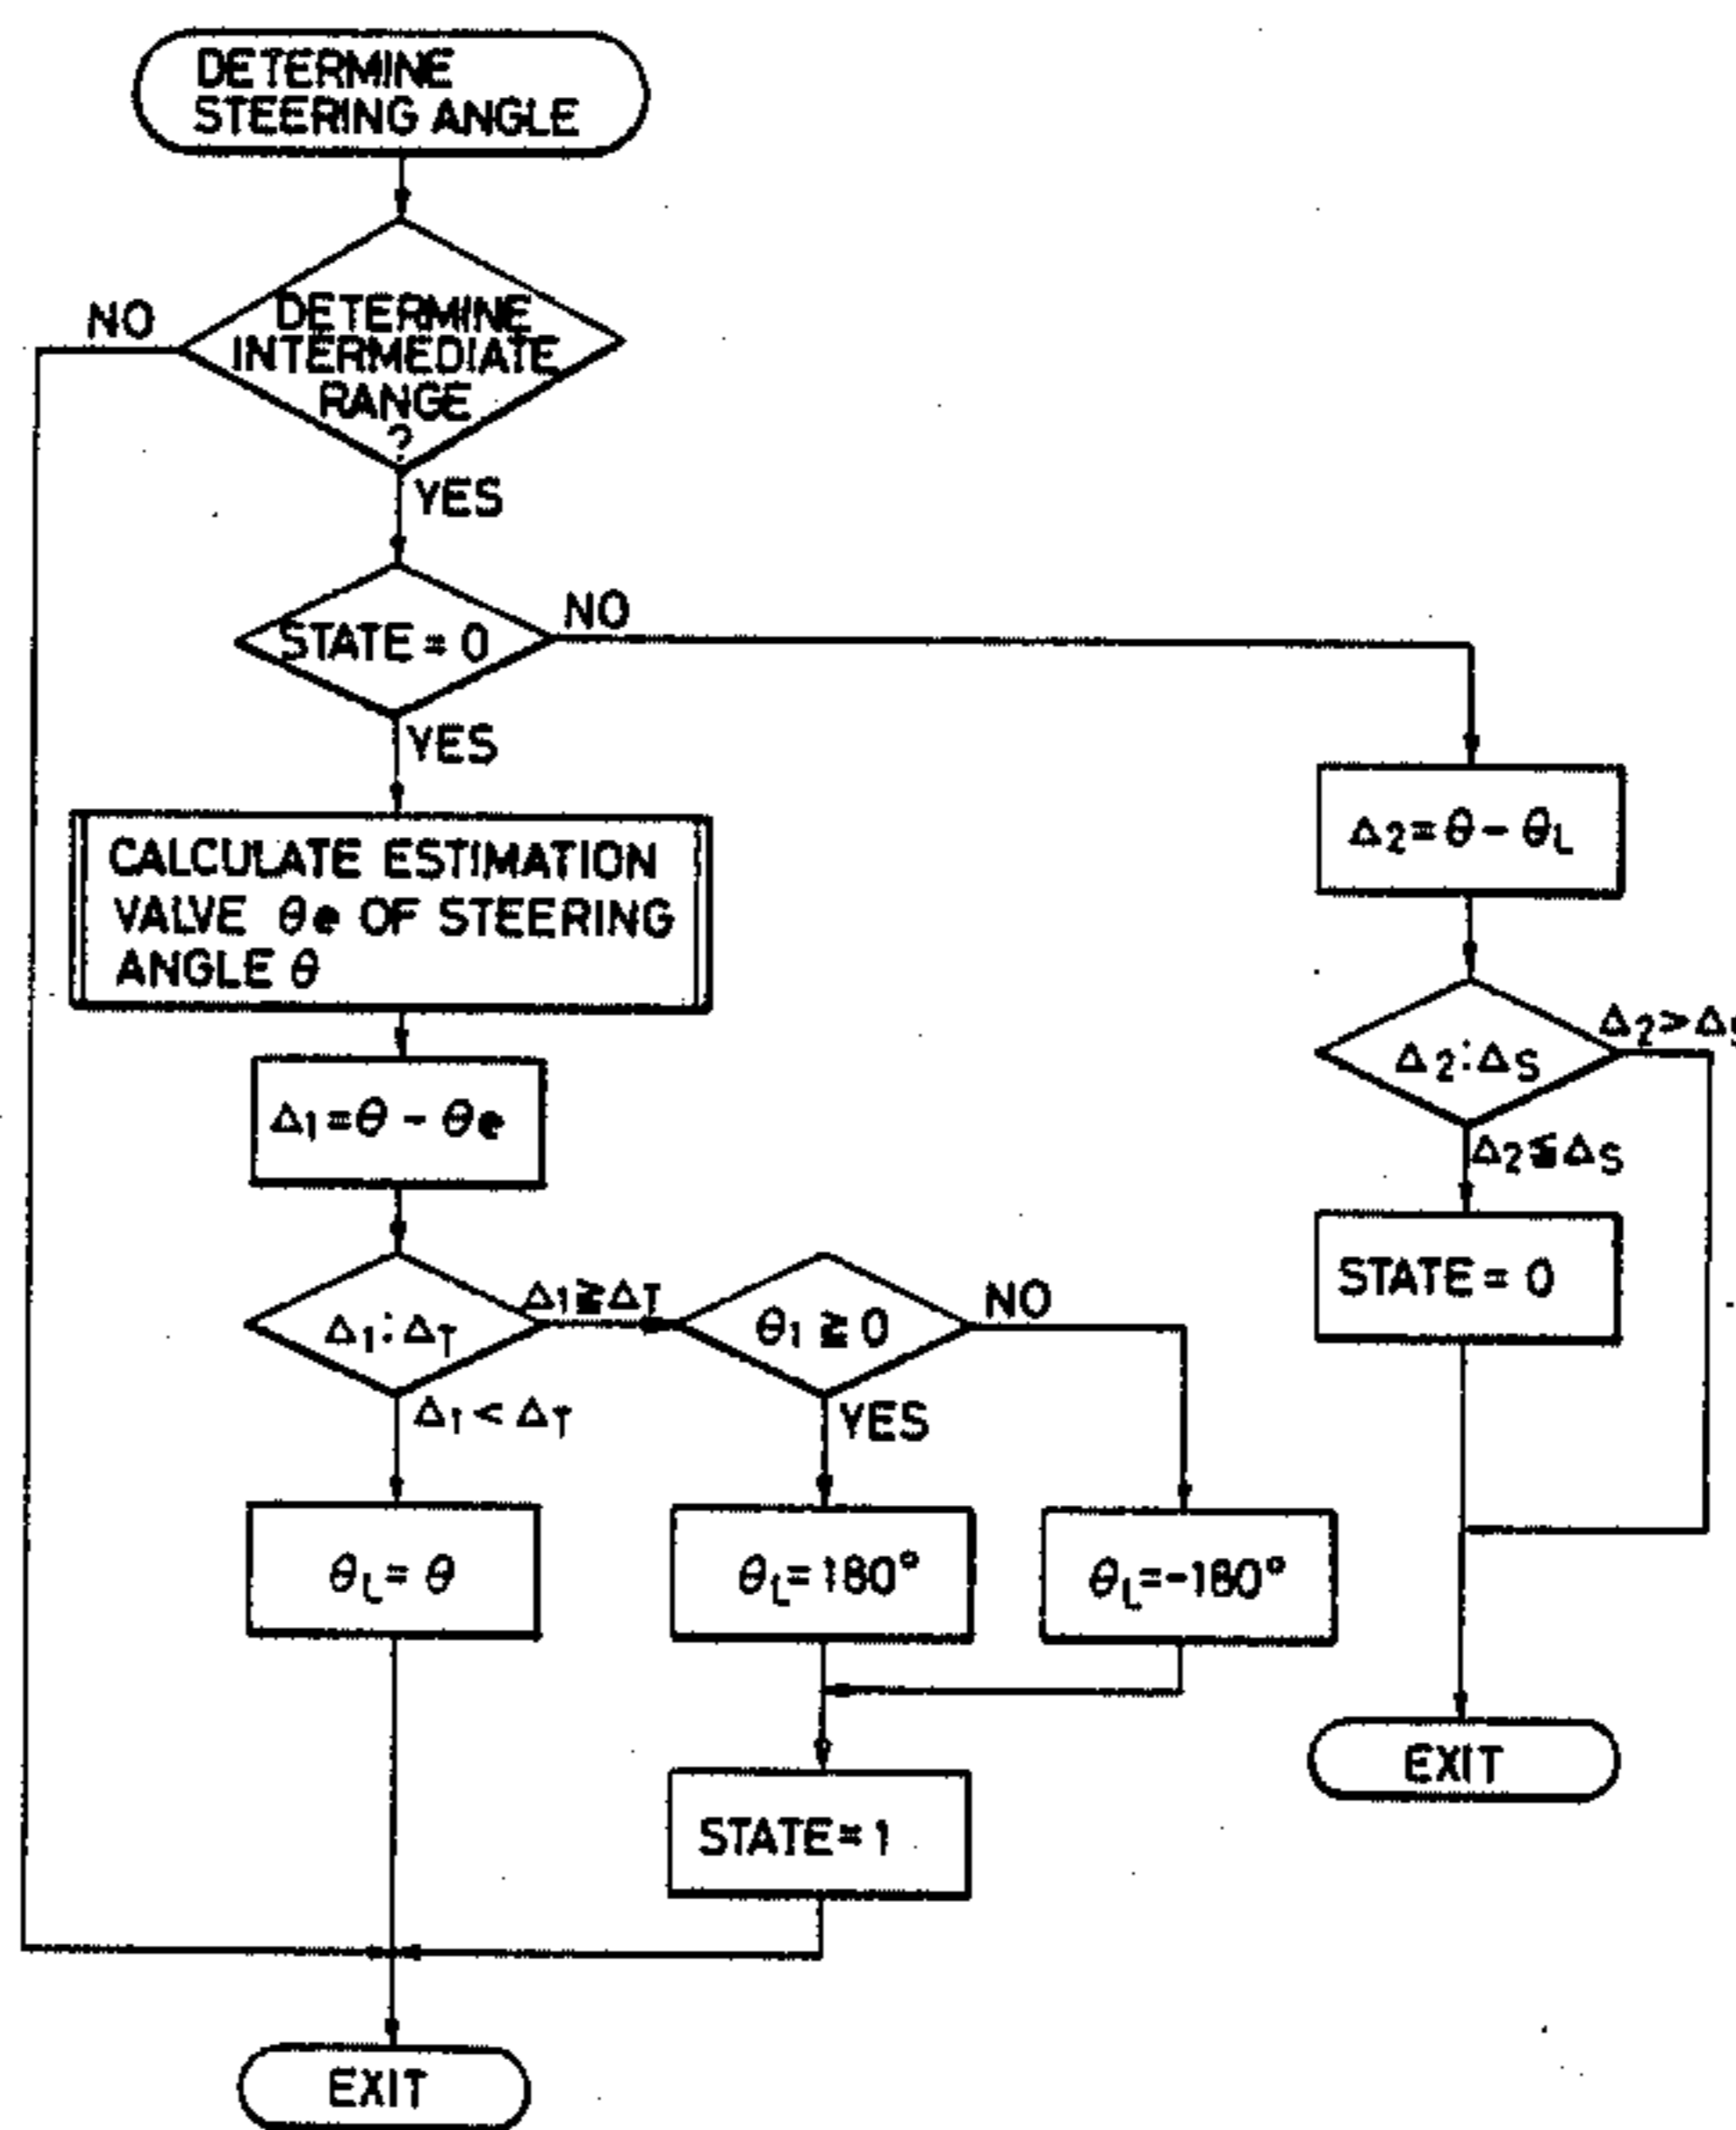 DETERMINE
STEERING ANGLE
DETERMINE
INTERMEDIATE
RANGE
?
NO
YES
STATE = 0
NO
YES
CALCULATE ESTIMATION
VALVE θe OF STEERING
ANGLE θ
Δ1=θ - θe
Δ1:ΔT
Δ1≧ΔT
Δ1< ΔT
θ1 ≧ 0
NO
YES
θL= θ
θL= 180°
θL=-180°
STATE = 1
EXIT
Δ2=θ - θL
Δ2:ΔS
Δ2>ΔS
Δ2≦ΔS
STATE = 0
EXIT